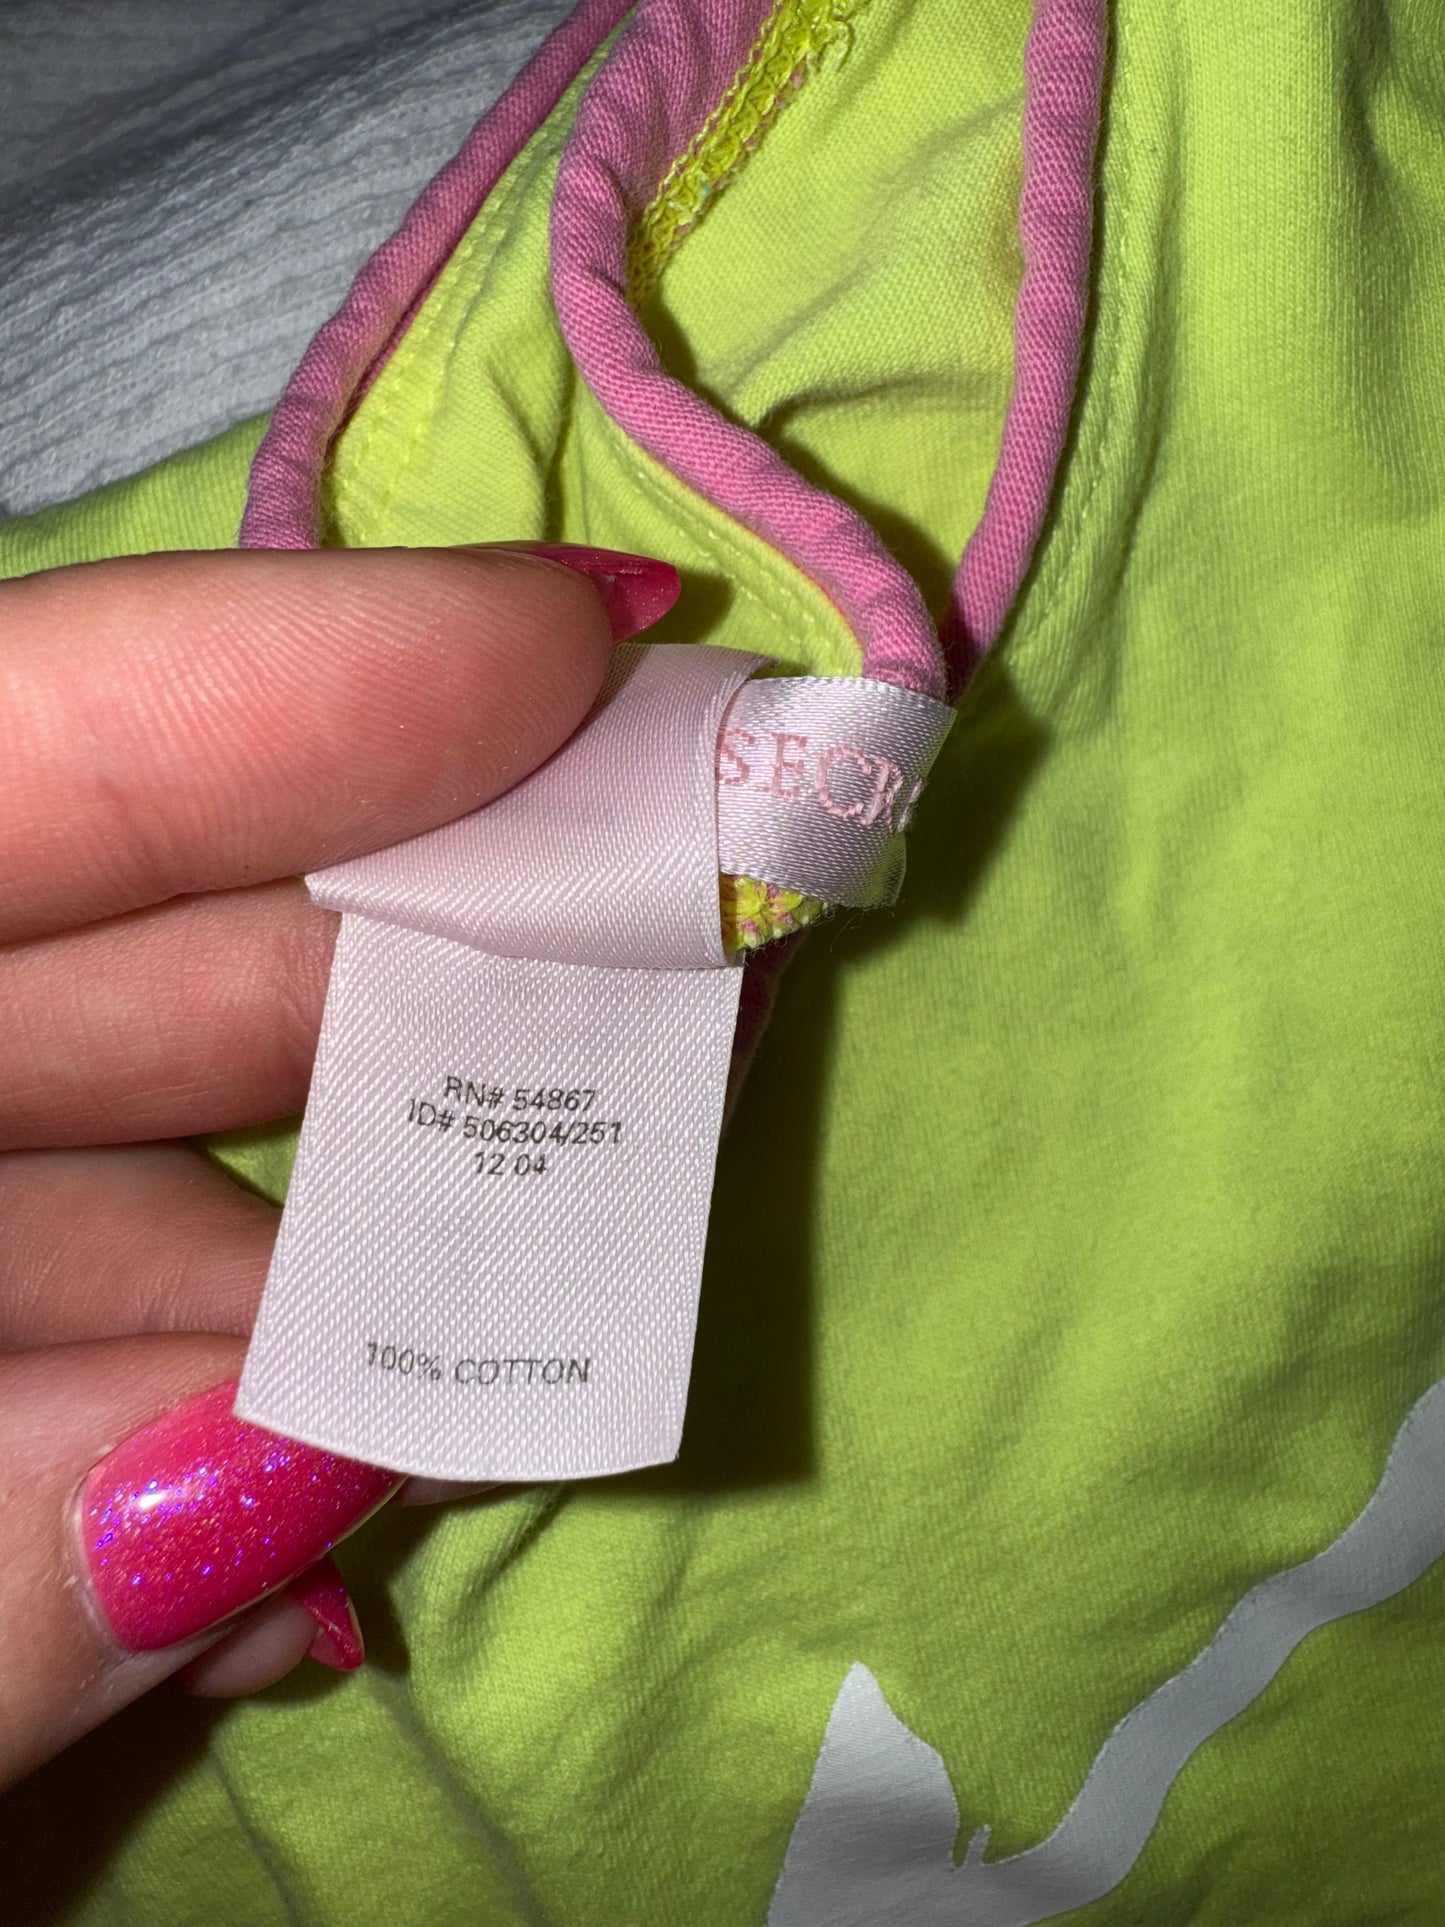 SECR
RN# 54867
ID# 506304/251
12 04
100% COTTON